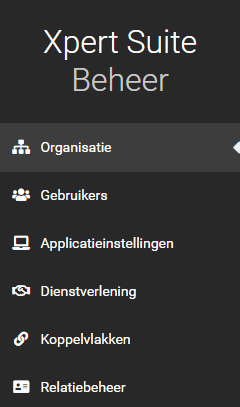 Xpert Suite
Beheer
Organisatie
Gebruikers
Applicatieinstellingen
Dienstverlening
Koppelvlakken
Relatiebeheer